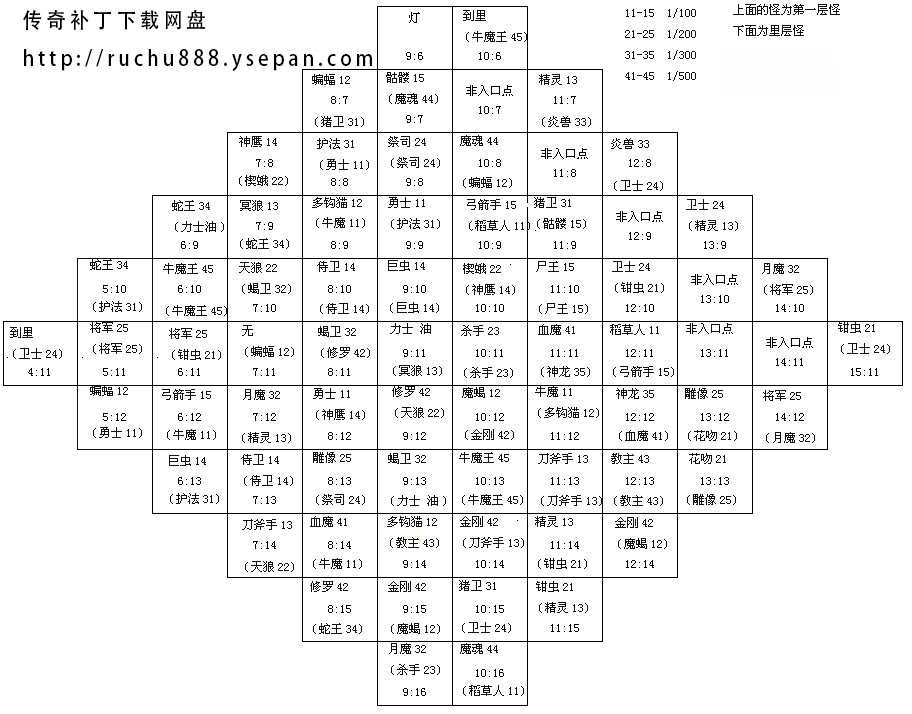 传奇补丁下载网盘
http://ruchu888.ysepan.com
11-15 1/100
21-25 1/200
31-35 1/300
41-45 1/500
上面的怪为第一层怪
下面为里层怪
灯
9:6
到里
(牛魔王 45)
10:6
蝙蝠 12
8:7
(猪卫 31)
骷髅 15
(魔魂 44)
9:7
非入口点
10:7
精灵 13
11:7
(炎兽 33)
神鹰 14
7:8
(楔蛾 22)
护法 31
(勇士 11)
8:8
祭司 24
(祭司 24)
9:8
魔魂 44
10:8
(蝙蝠 12)
非入口点
11:8
炎兽 33
12:8
(卫士 24)
蛇王 34
(力士油)
6:9
冥狼 13
7:9
(蛇王 34)
多钩猫 12
(牛魔 11)
8:9
勇士 11
(护法 31)
9:9
弓箭手 15
(稻草人 11)
10:9
猪卫 31
(骷髅 15)
11:9
非入口点
12:9
卫士 24
(精灵 13)
13:9
蛇王 34
5:10
(护法 31)
牛魔王 45
6:10
(牛魔王 45)
天狼 22
(蝎卫 32)
7:10
侍卫 14
8:10
(侍卫 14)
巨虫 14
9:10
(巨虫 14)
楔蛾 22
(神鹰 14)
10:10
尸王 15
11:10
(尸王 15)
卫士 24
(钳虫 21)
12:10
非入口点
13:10
月魔 32
(将军 25)
14:10
到里
(卫士 24)
4:11
将军 25
(将军 25)
5:11
将军 25
(钳虫 21)
6:11
无
(蝙蝠 12)
7:11
蝎卫 32
(修罗 42)
8:11
力士 油
9:11
(冥狼 13)
杀手 23
10:11
(杀手 23)
血魔 41
11:11
(神龙 35)
稻草人 11
12:11
(弓箭手 15)
非入口点
13:11
非入口点
14:11
钳虫 21
(卫士 24)
15:11
蝙蝠 12
5:12
(勇士 11)
弓箭手 15
6:12
(牛魔 11)
月魔 32
7:12
(精灵 13)
勇士 11
(神鹰 14)
8:12
修罗 42
(天狼 22)
9:12
魔蝎 12
10:12
(金刚 42)
牛魔 11
(多钩猫 12)
11:12
神龙 35
12:12
(血魔 41)
雕像 25
13:12
(花吻 21)
将军 25
14:12
(月魔 32)
巨虫 14
6:13
(护法 31)
侍卫 14
(侍卫 14)
7:13
雕像 25
8:13
(祭司 24)
蝎卫 32
9:13
(力士 油)
牛魔王 45
10:13
(牛魔王 45)
刀斧手 13
11:13
(刀斧手 13)
教主 43
12:13
(教主 43)
花吻 21
13:13
(雕像 25)
刀斧手 13
7:14
(天狼 22)
血魔 41
8:14
(牛魔 11)
多钩猫 12
(教主 43)
9:14
金刚 42
(刀斧手 13)
10:14
精灵 13
11:14
(钳虫 21)
金刚 42
(魔蝎 12)
12:14
修罗 42
8:15
(蛇王 34)
金刚 42
9:15
(魔蝎 12)
猪卫 31
10:15
(卫士 24)
钳虫 21
(精灵 13)
11:15
月魔 32
(杀手 23)
9:16
魔魂 44
10:16
(稻草人 11)